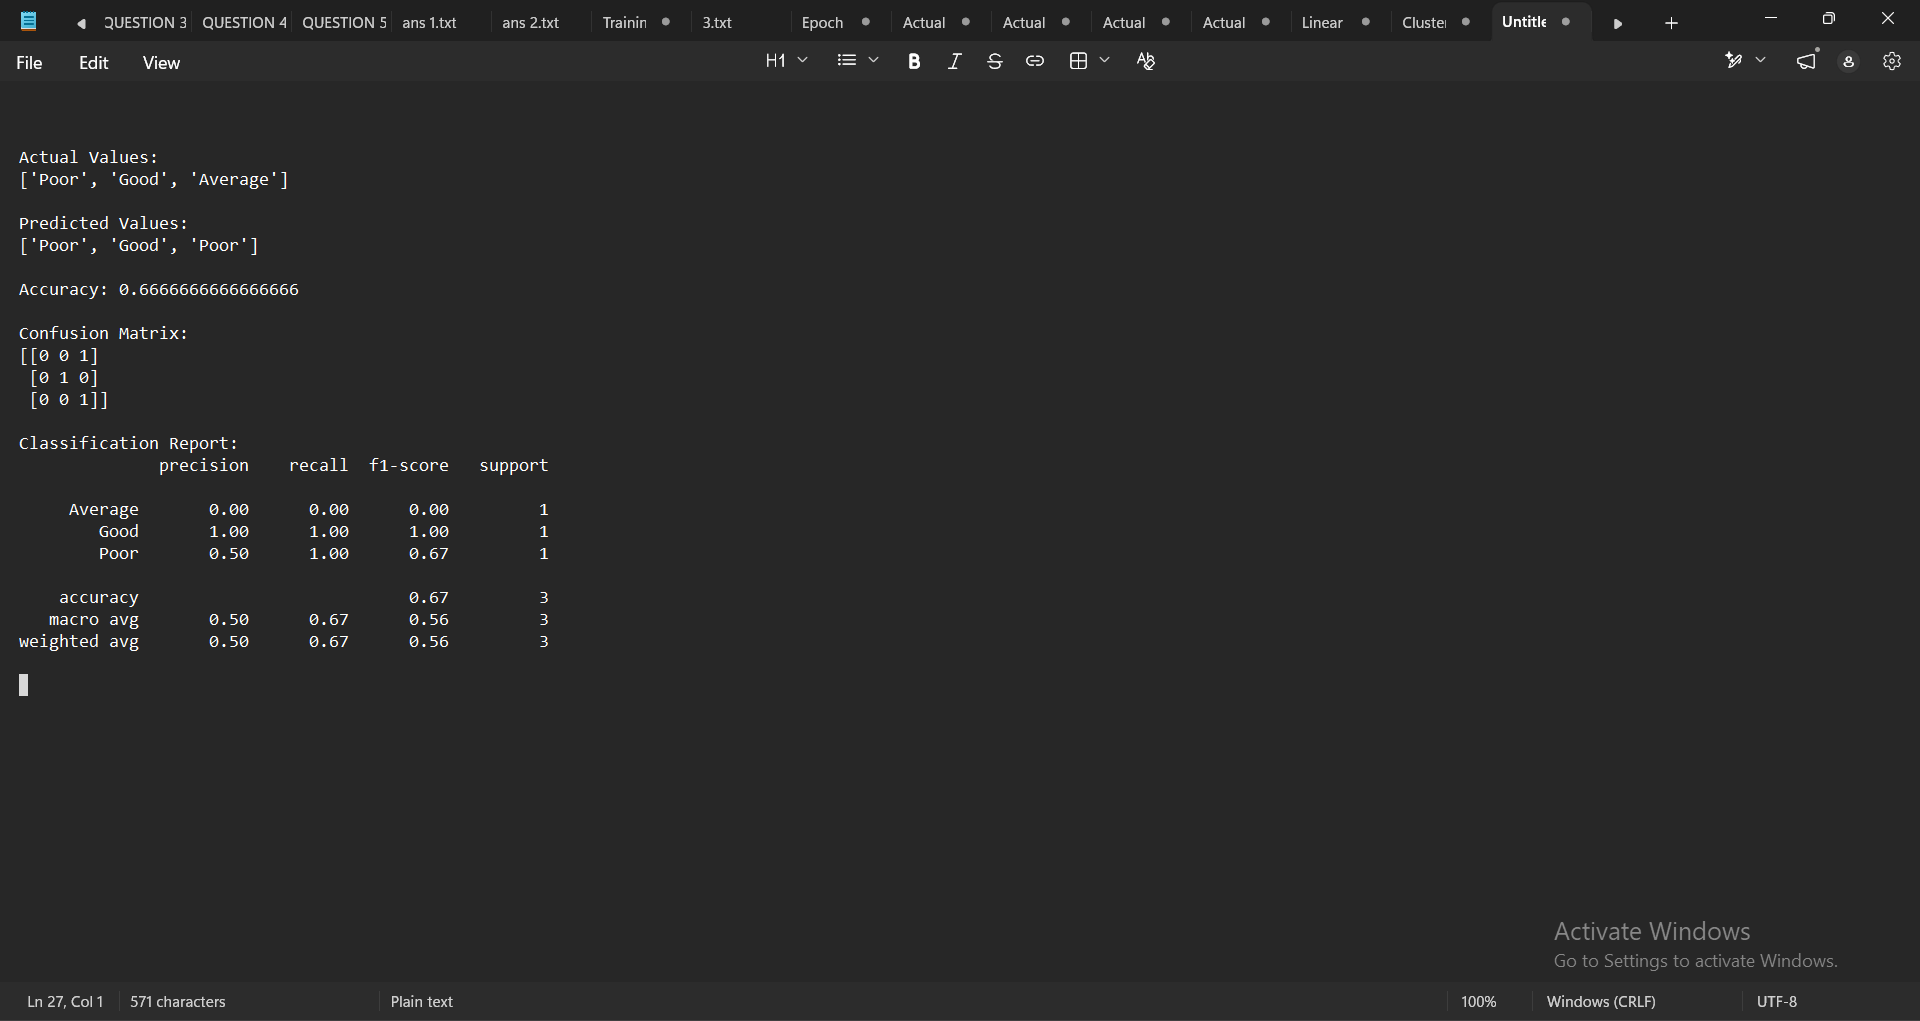 QUESTION 3 QUESTION 4 QUESTION 5 ans 1.txt ans 2.txt Trainin 3.txt Epoch Actual Actual Actual Actual Linear Cluster Untitle
File Edit View H1
Actual Values:
['Poor', 'Good', 'Average']
Predicted Values:
['Poor', 'Good', 'Poor']
Accuracy: 0.6666666666666666
Confusion Matrix:
[[0 0 1]
[0 1 0]
[0 0 1]]
Classification Report:
precision recall f1-score support
Average 0.00 0.00 0.00 1
Good 1.00 1.00 1.00 1
Poor 0.50 1.00 0.67 1
accuracy 0.67 3
macro avg 0.50 0.67 0.56 3
weighted avg 0.50 0.67 0.56 3
Activate Windows
Go to Settings to activate Windows.
Ln 27, Col 1 571 characters Plain text 100% Windows (CRLF) UTF-8